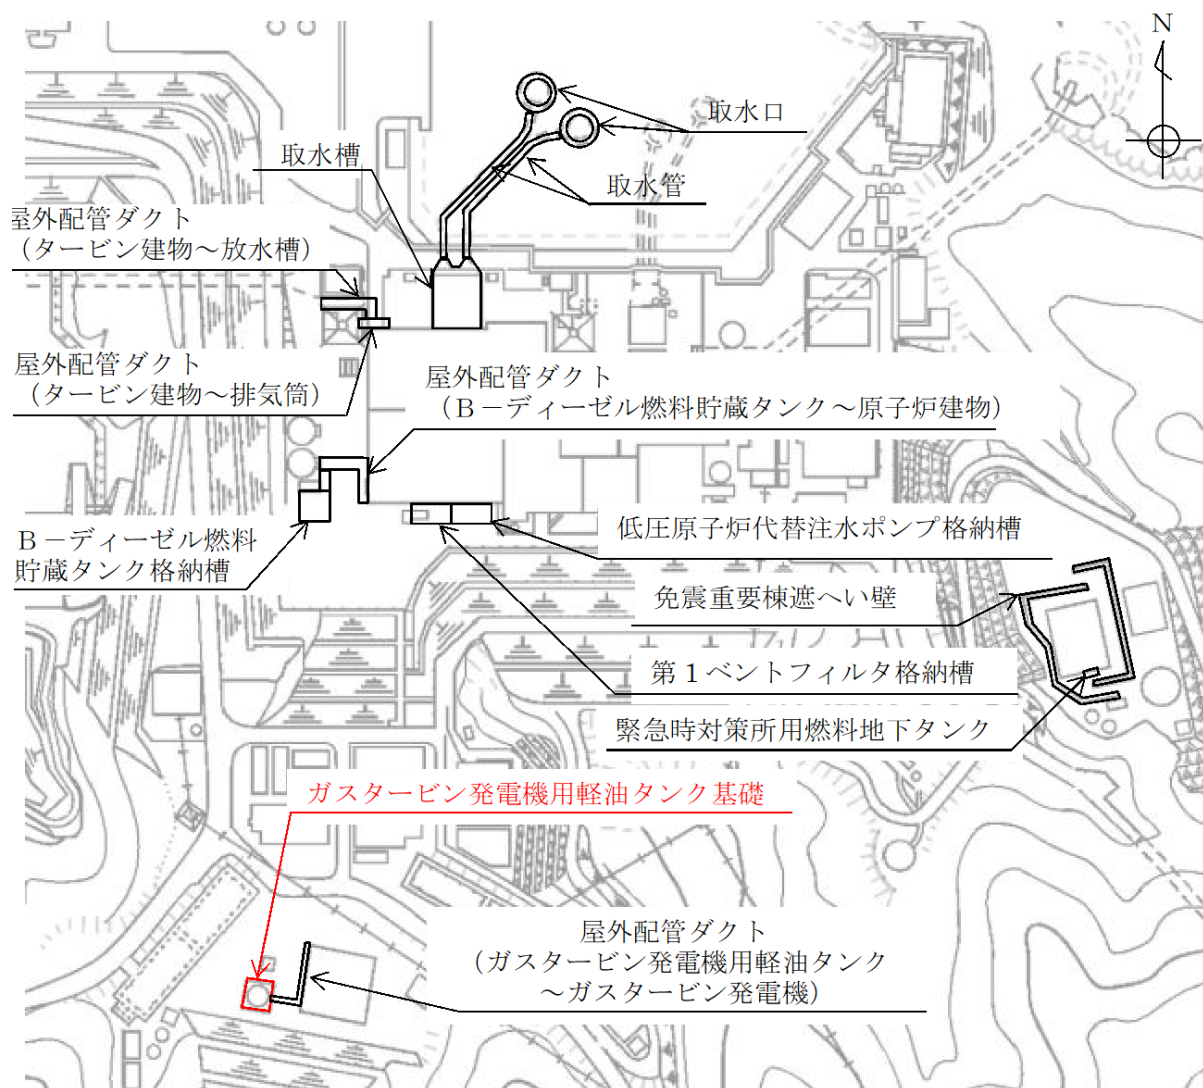 N
取水口
取水槽
取水管
屋外配管ダクト
（タービン建物～放水槽）
屋外配管ダクト
（タービン建物～排気筒）
屋外配管ダクト
（Ｂ－ディーゼル燃料貯蔵タンク～原子炉建物）
Ｂ－ディーゼル燃料
貯蔵タンク格納槽
低圧原子炉代替注水ポンプ格納槽
免震重要棟遮へい壁
第１ベントフィルタ格納槽
緊急時対策所用燃料地下タンク
ガスタービン発電機用軽油タンク基礎
屋外配管ダクト
（ガスタービン発電機用軽油タンク
～ガスタービン発電機）